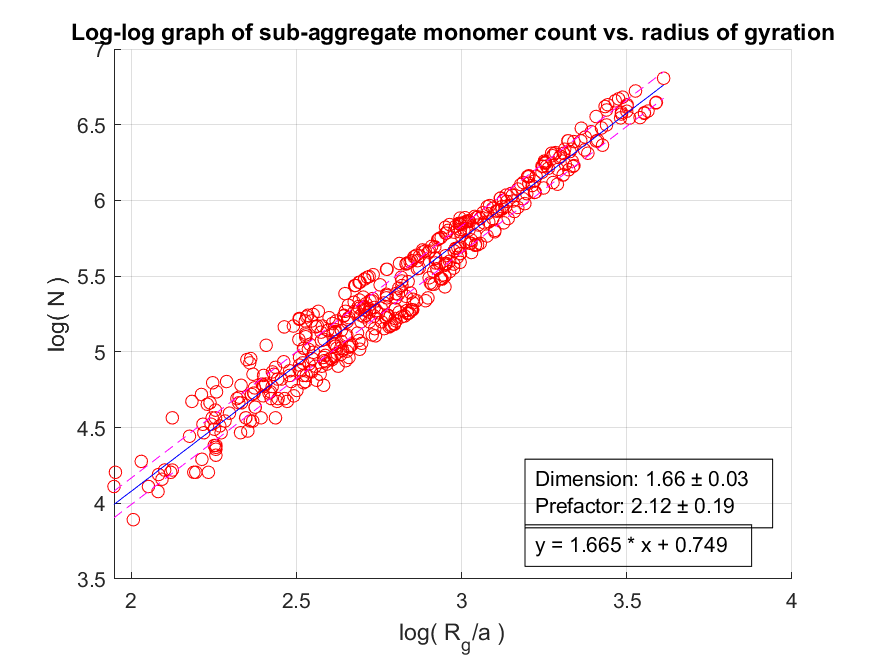 Log-log graph of sub-aggregate monomer count vs. radius of gyration
7
6.5
6
5.5
5
4.5
4
3.5
log( N )
Dimension: 1.66 ± 0.03
Prefactor: 2.12 ± 0.19
y = 1.665 * x + 0.749
2
2.5
3
3.5
4
log( R_g/a )